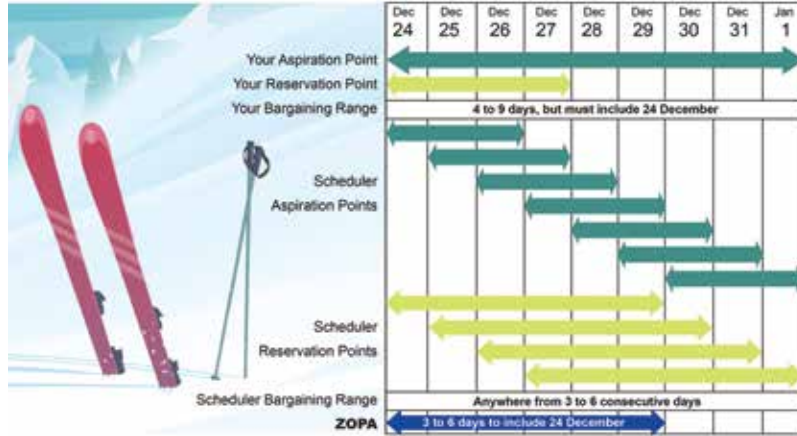 Dec Dec Dec Dec Dec Dec Dec Dec Jan
24 25 26 27 28 29 30 31 1
Your Aspiration Point
Your Reservation Point
Your Bargaining Range 4 to 9 days, but must include 24 December
Scheduler
Aspiration Points
Scheduler
Reservation Points
Scheduler Bargaining Range Anywhere from 3 to 6 consecutive days
ZOPA 3 to 6 days to include 24 December